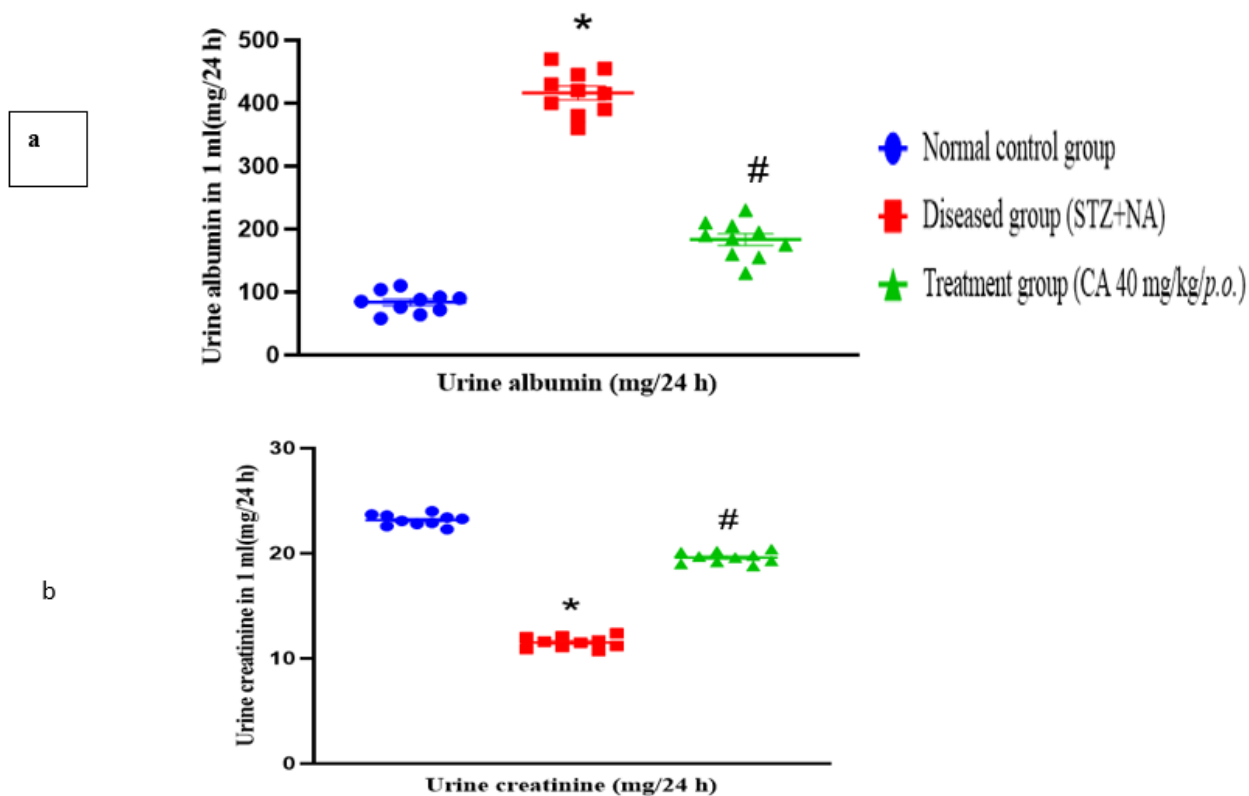 a
Urine albumin in 1 ml(mg/24 h)
500
400
300
200
100
0
*
#
Urine albumin (mg/24 h)
Normal control group
Diseased group (STZ+NA)
Treatment group (CA 40 mg/kg/p.o.)
b
Urine creatinine in 1 ml(mg/24 h)
30
20
10
0
*
#
Urine creatinine (mg/24 h)